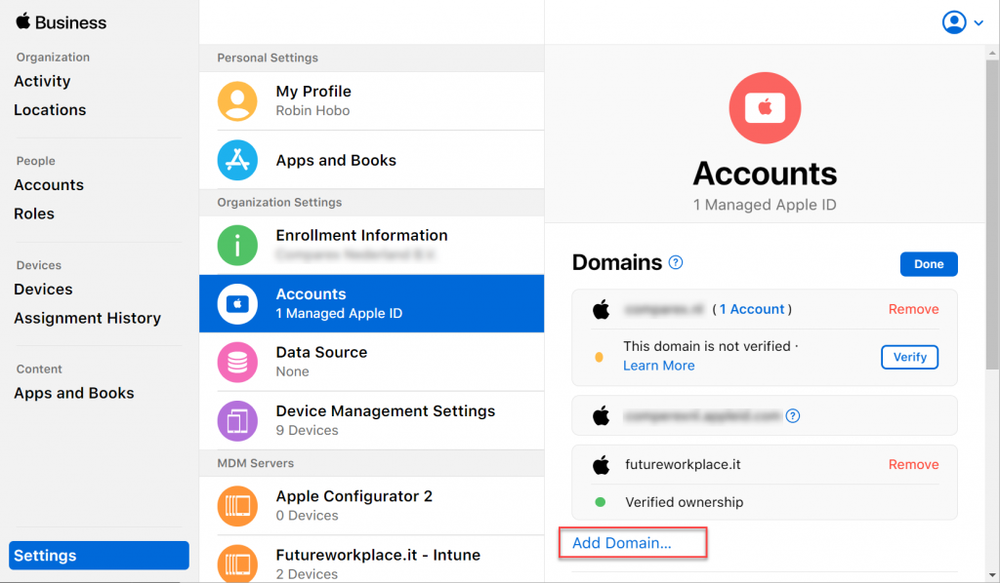 Business
Organization
Activity
Locations
People
Accounts
Roles
Devices
Devices
Assignment History
Content
Apps and Books
Settings
Personal Settings
My Profile
Robin Hobo
Apps and Books
Organization Settings
Enrollment Information
Accounts
1 Managed Apple ID
Data Source
None
Device Management Settings
9 Devices
MDM Servers
Apple Configurator 2
0 Devices
Futureworkplace.it - Intune
2 Devices
Accounts
1 Managed Apple ID
Domains ?
Done
( 1 Account )
Remove
This domain is not verified ·
Learn More
Verify
?
futureworkplace.it
Remove
Verified ownership
Add Domain...